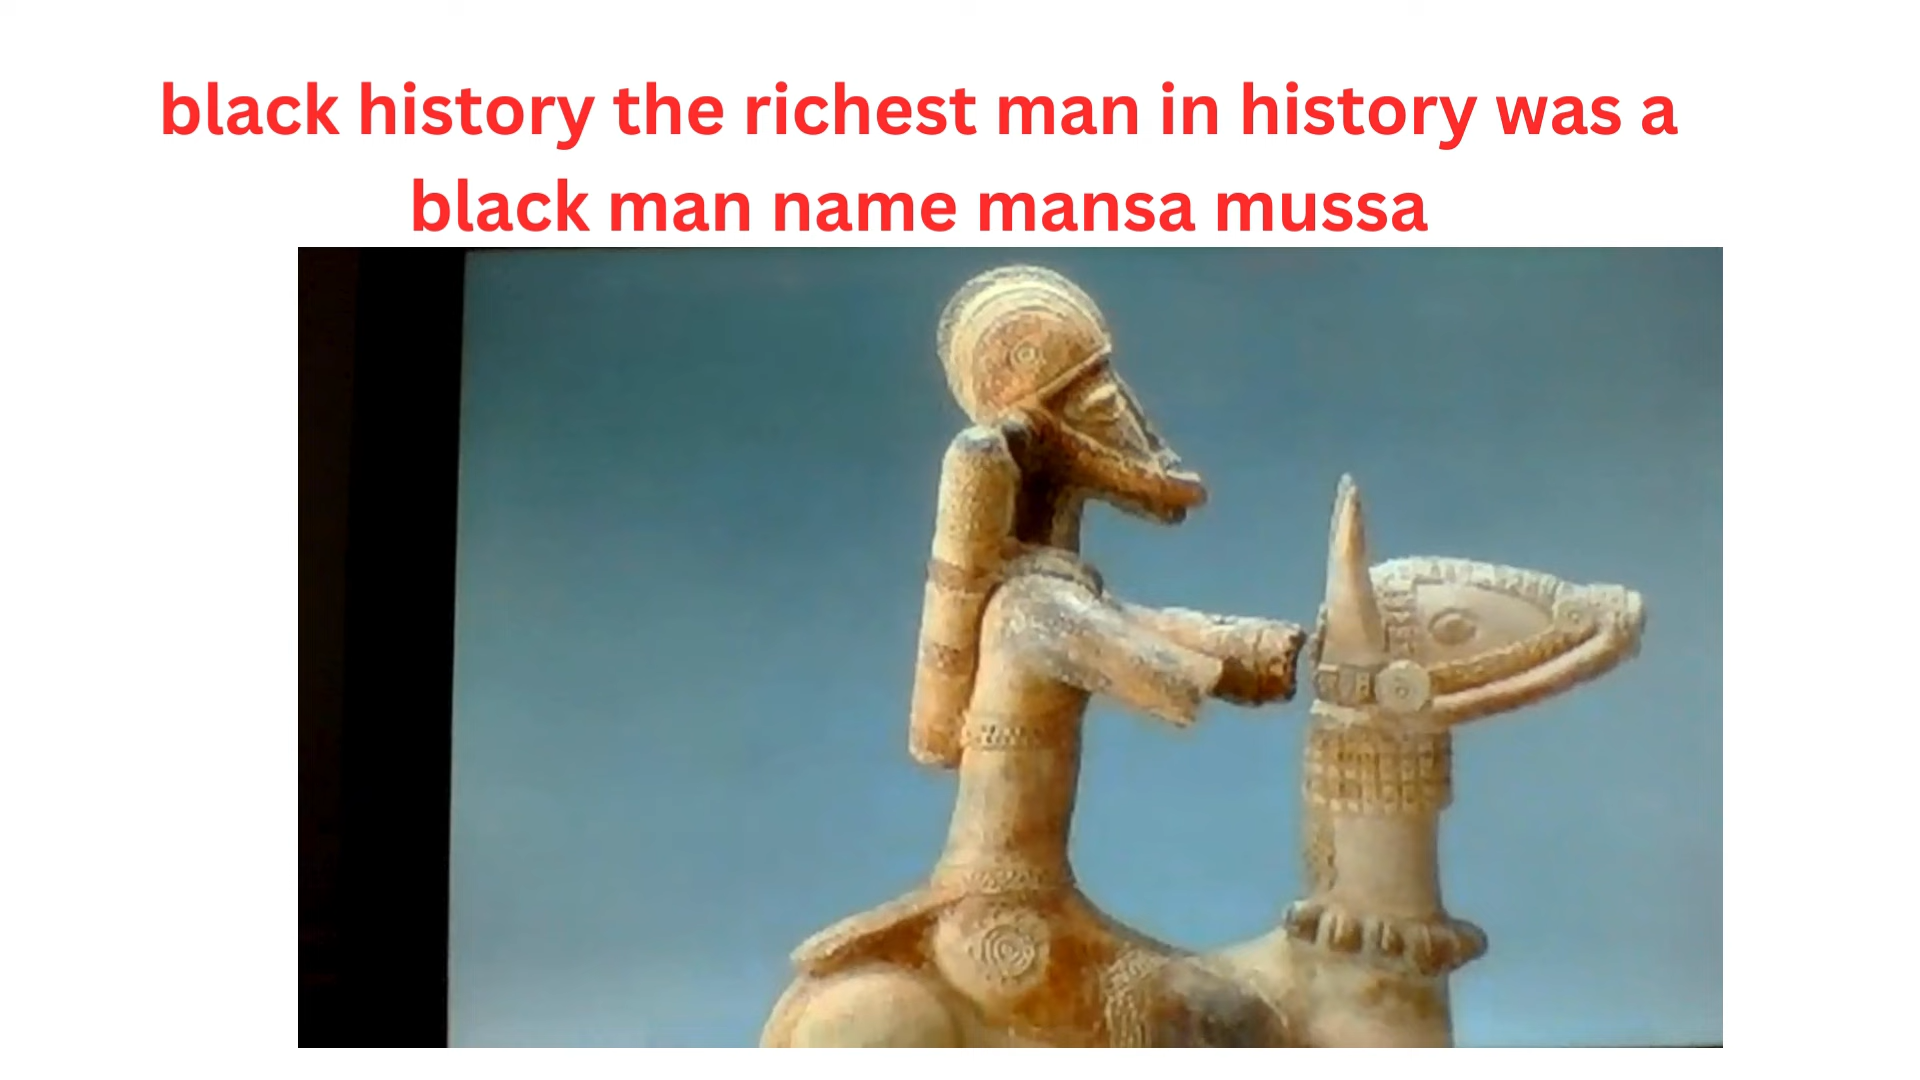 black history the richest man in history was a
black man name mansa mussa